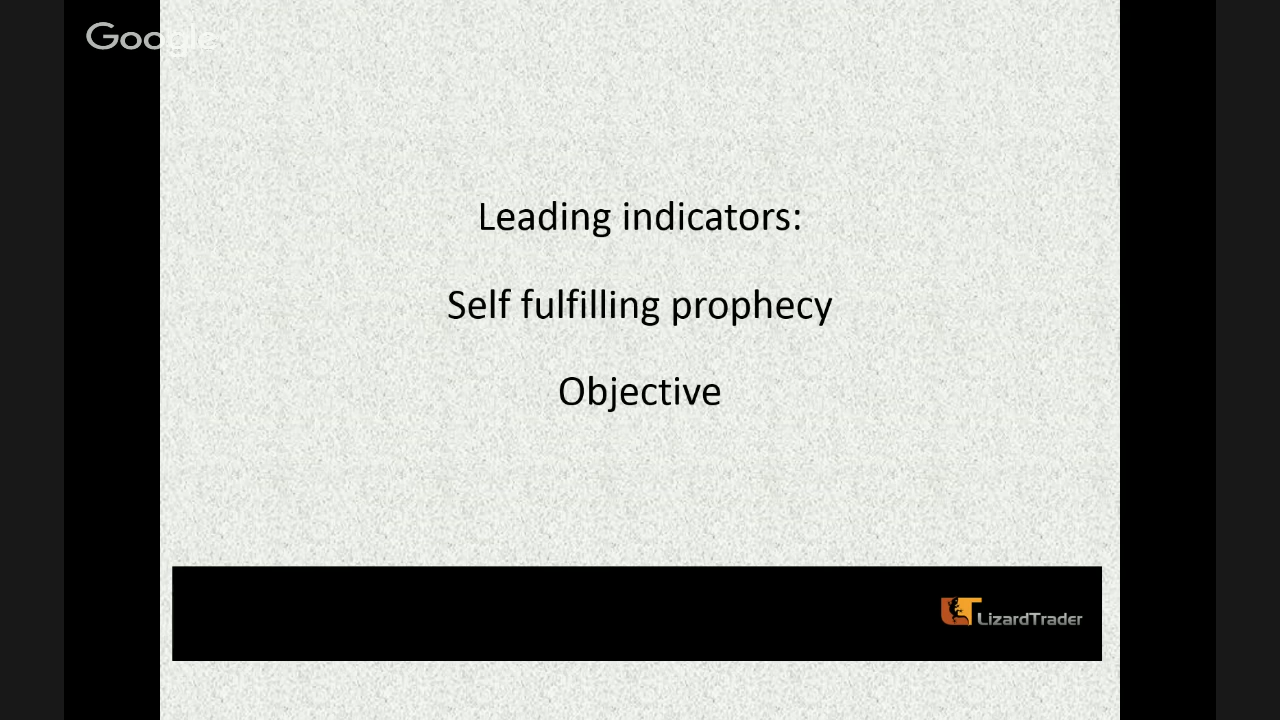 Google
Leading indicators:
Self fulfilling prophecy
Objective
LizardTrader